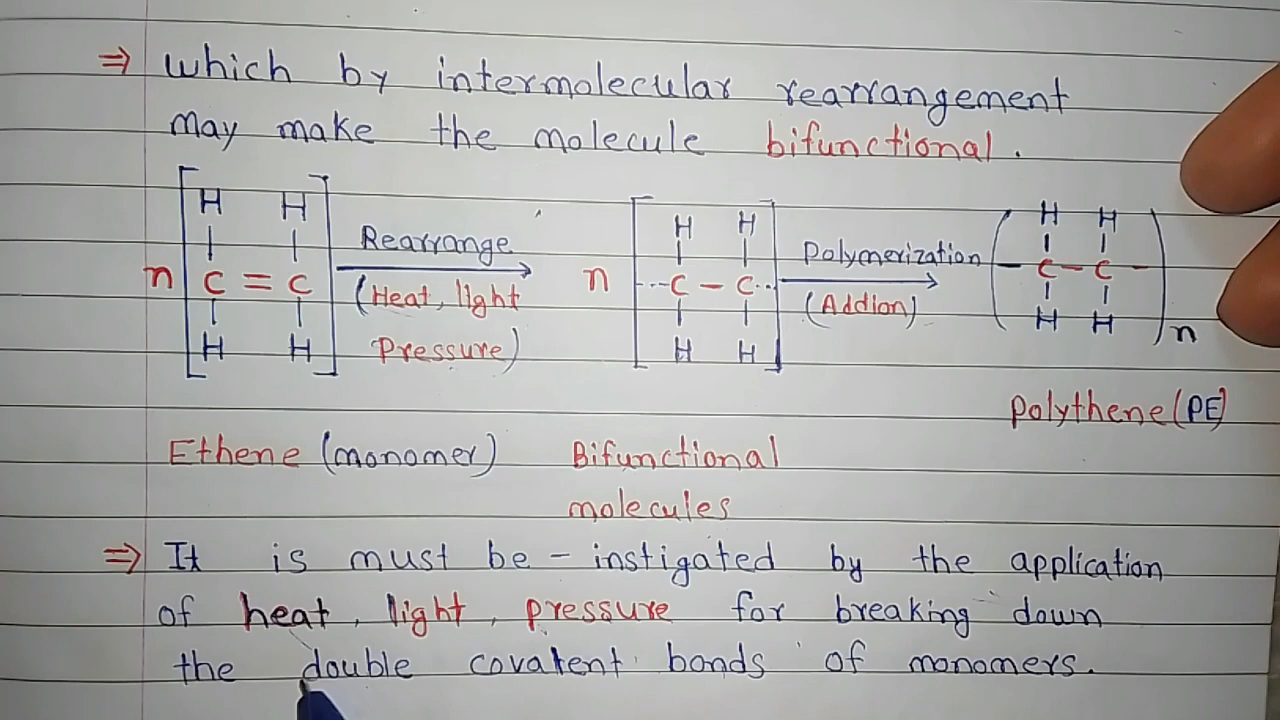 ⇒ Which by intermolecular rearrangement
may make the molecule bifunctional.
H H H H H H
Rearrange Polymerization
n C = C n ---C – C-- – C – C –
(Heat, light (Addion)
H H H H H H
Pressure) n
Polythene (PE)
Ethene (monomer) Bifunctional
molecules
⇒ It is must be – instigated by the application
of heat, light, pressure for breaking down
the double covalent bonds of monomers.